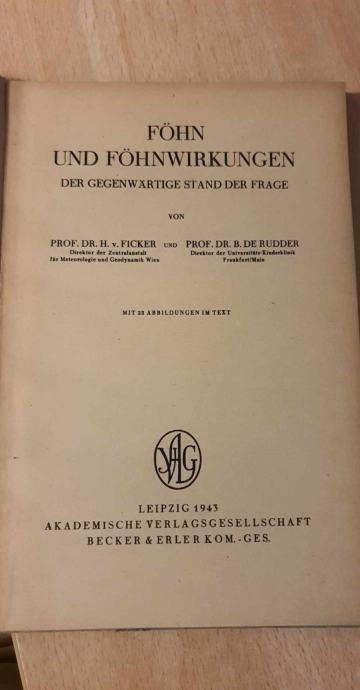 FÖHN
UND FÖHNWIRKUNGEN
DER GEGENWÄRTIGE STAND DER FRAGE
VON
PROF. DR. H. v. FICKER UND PROF. DR. B. DE RUDDER
Direktor der Zentralanstalt Direktor der Universitäts-Kinderklinik
für Meteorologie und Geodynamik Wien Frankfurt/Main
MIT 23 ABBILDUNGEN IM TEXT
AVG
LEIPZIG 1943
AKADEMISCHE VERLAGSGESELLSCHAFT
BECKER & ERLER KOM.-GES.